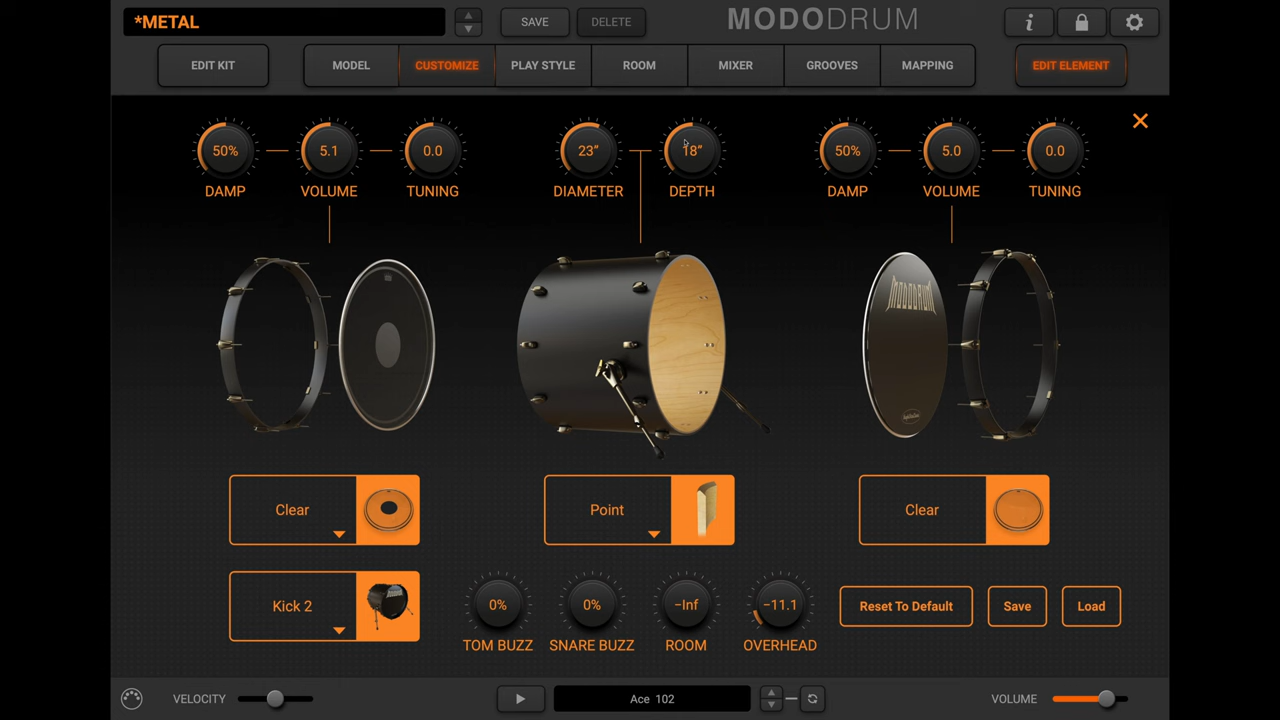 *METAL
SAVE
DELETE
MODODRUM
i
EDIT KIT
MODEL
CUSTOMIZE
PLAY STYLE
ROOM
MIXER
GROOVES
MAPPING
EDIT ELEMENT
50%
5.1
0.0
23”
18”
50%
5.0
0.0
DAMP
VOLUME
TUNING
DIAMETER
DEPTH
DAMP
VOLUME
TUNING
MODODRUM
Clear
Point
Clear
Kick 2
0%
0%
-Inf
-11.1
Reset To Default
Save
Load
TOM BUZZ
SNARE BUZZ
ROOM
OVERHEAD
VELOCITY
Ace 102
VOLUME